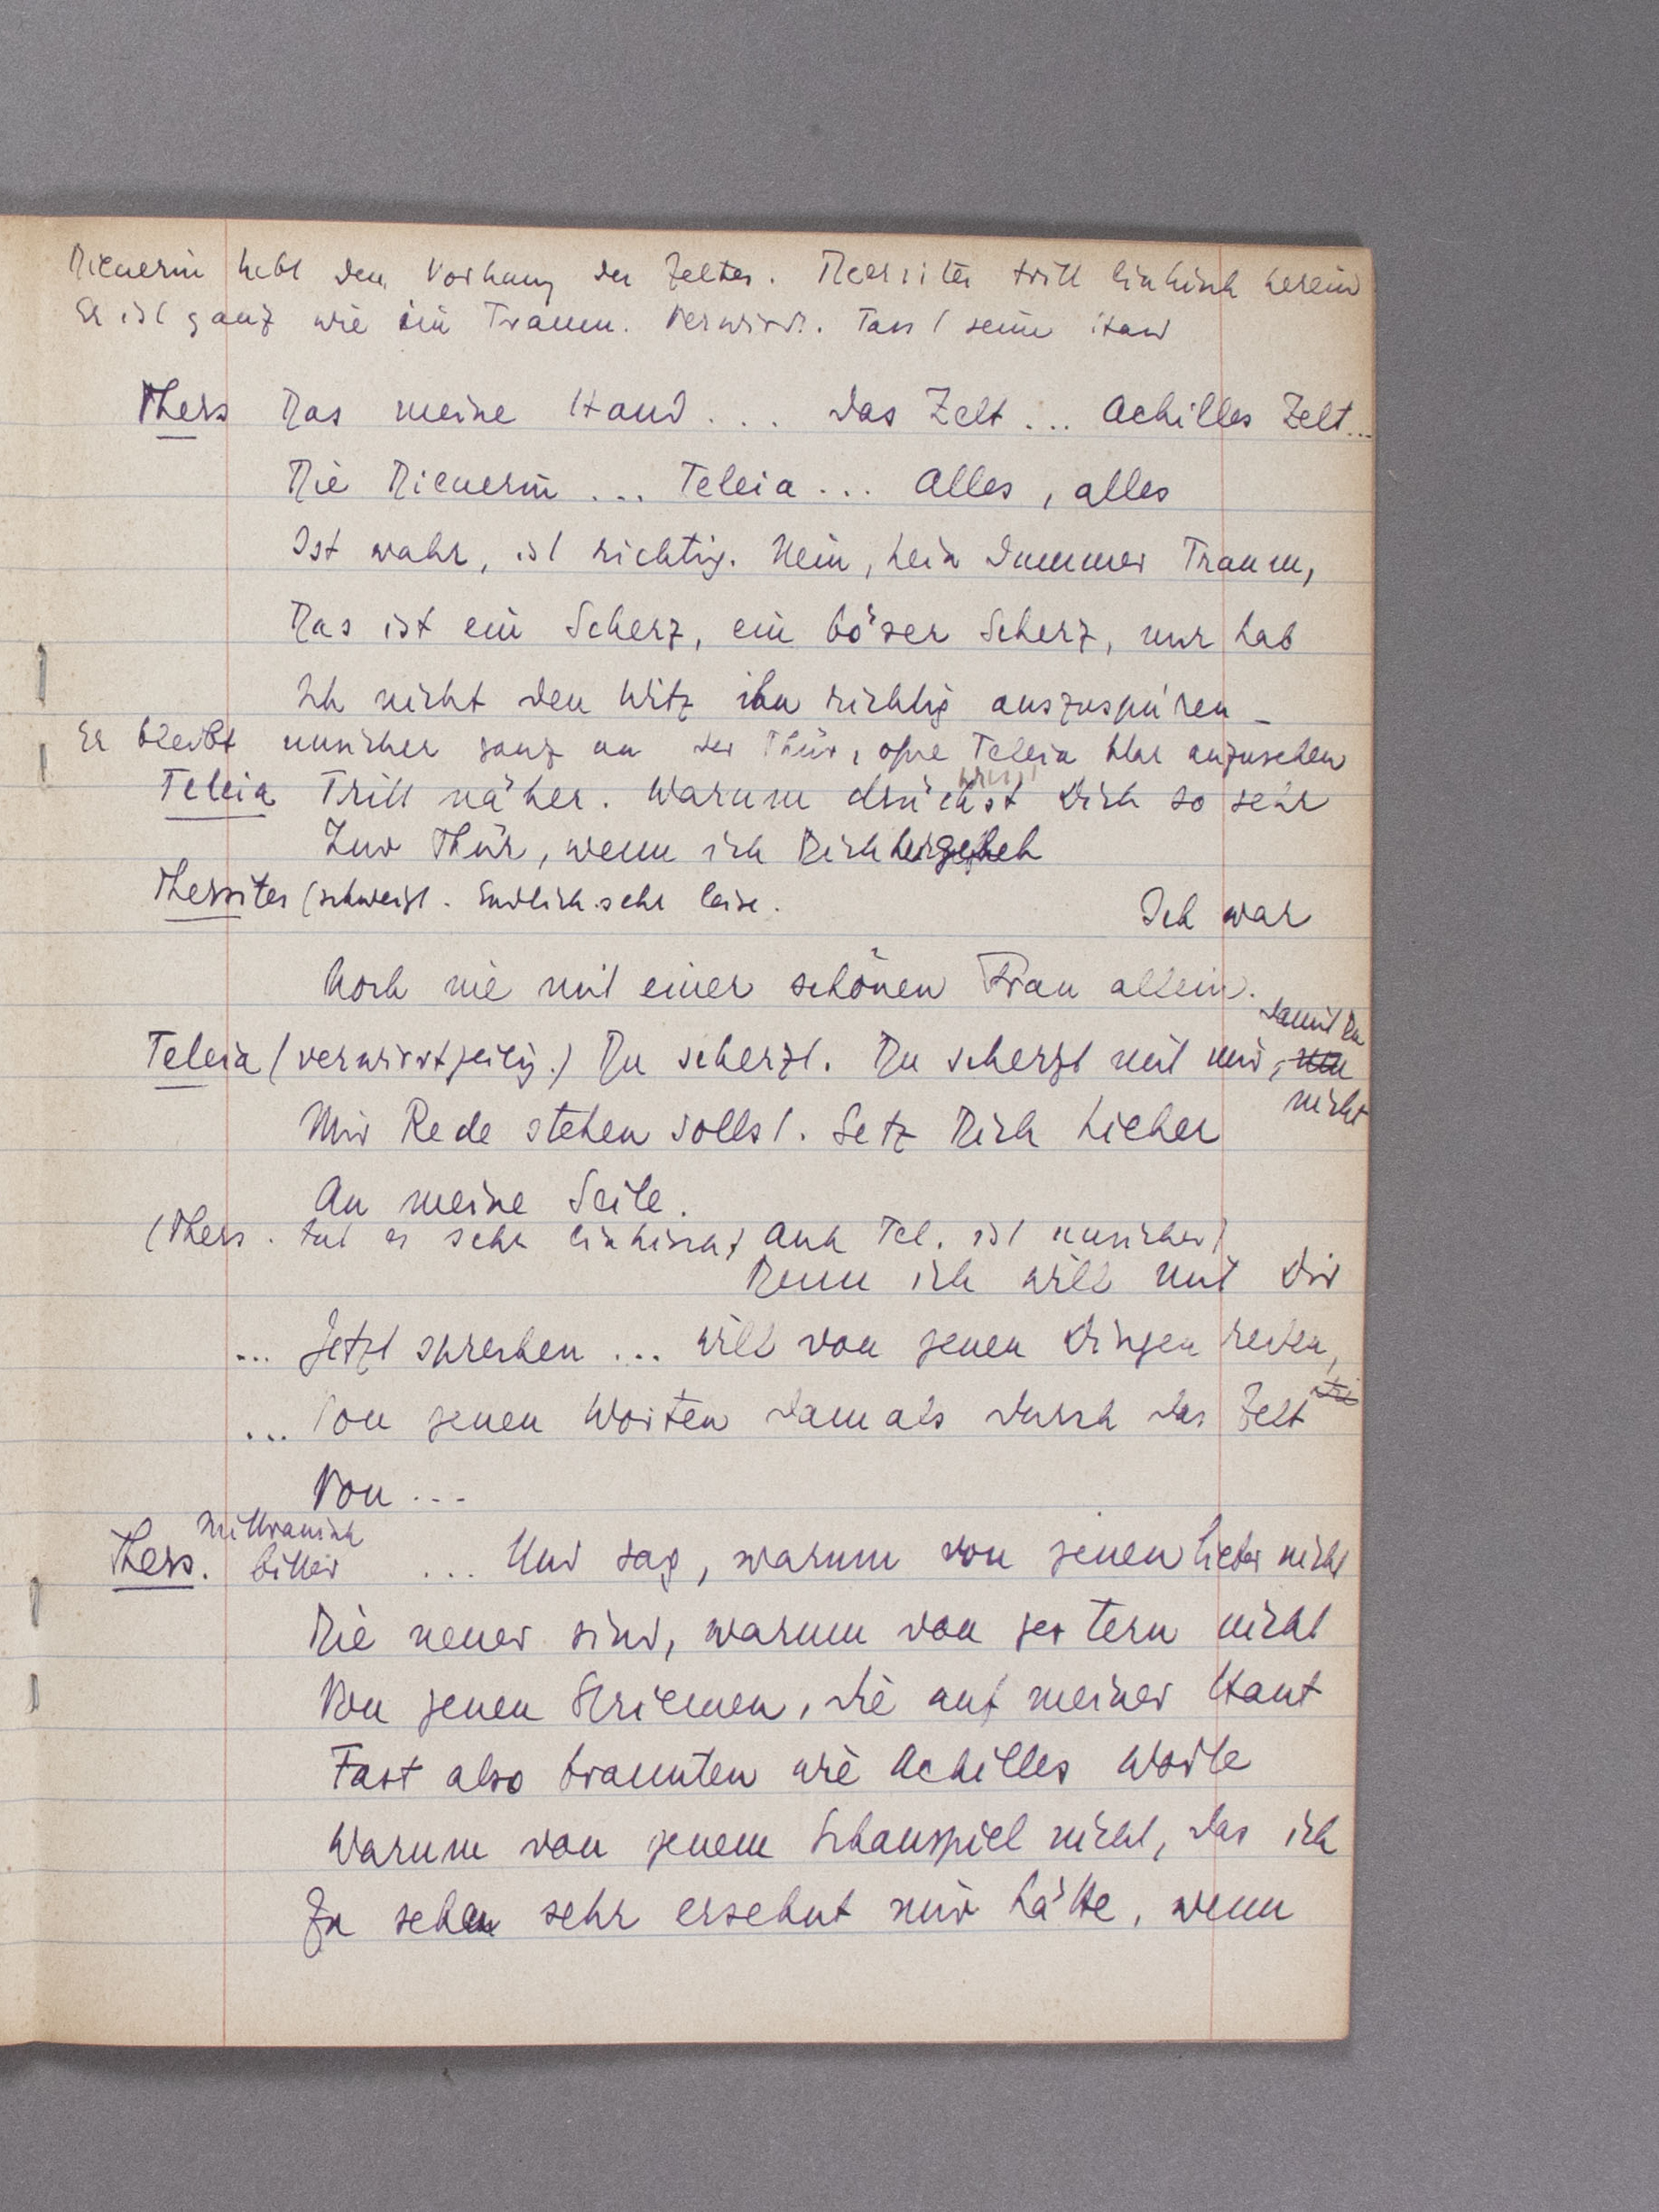 Dienerin hebt den Vorhang des Zeltes. Thersites tritt linkisch herein
Er ist ganz wie im Traum. Verwirrt. Fasst seine Hand
Thers Das meine Hand ... das Zelt ... Achilles Zelt...
Die Dienerin ... Teleia ... Alles, alles
Ist wahr, ist richtig. Nein, kein dummer Traum,
Das ist ein Scherz, ein böser Scherz, nur hab
Ich nicht den Witz ihn richtig auszuspüren –
Er bleibt unsicher ganz an der Thür, ohne Teleia klar anzusehen
Teleia Tritt näher. Warum drückst Dich so sehr
Zur Thür, wenn ich Dich
Thersites (schweigt. Endlich sehr leise. Ich war
Noch nie mit einer schönen Frau allein.
damit Du
Teleia (verwirrt) Du scherzt. Du scherzt mit mir,
nicht
Mir Rede stehen sollst. Setz Dich hieher
An meine Seite.
(Thers. tut es sehr linkisch, Auch Tel. ist unsicher)
Denn ich will mit Dir
... Jetzt sprechen ... will von jenen Dingen reden,
... Von jenen Worten damals durch das Zelt
Von ...
misstrauisch
Thers. bitter ... Und sag, warum von jenen lieber nicht
Die neuer sind, warum von gestern nicht
Von jenen Striemen, die auf meiner Haut
Fast also brannten wie Achilles Worte
Warum von jenem Schauspiel nicht, das ich
Zu sehen sehr ersehnt mir hätte, wenn